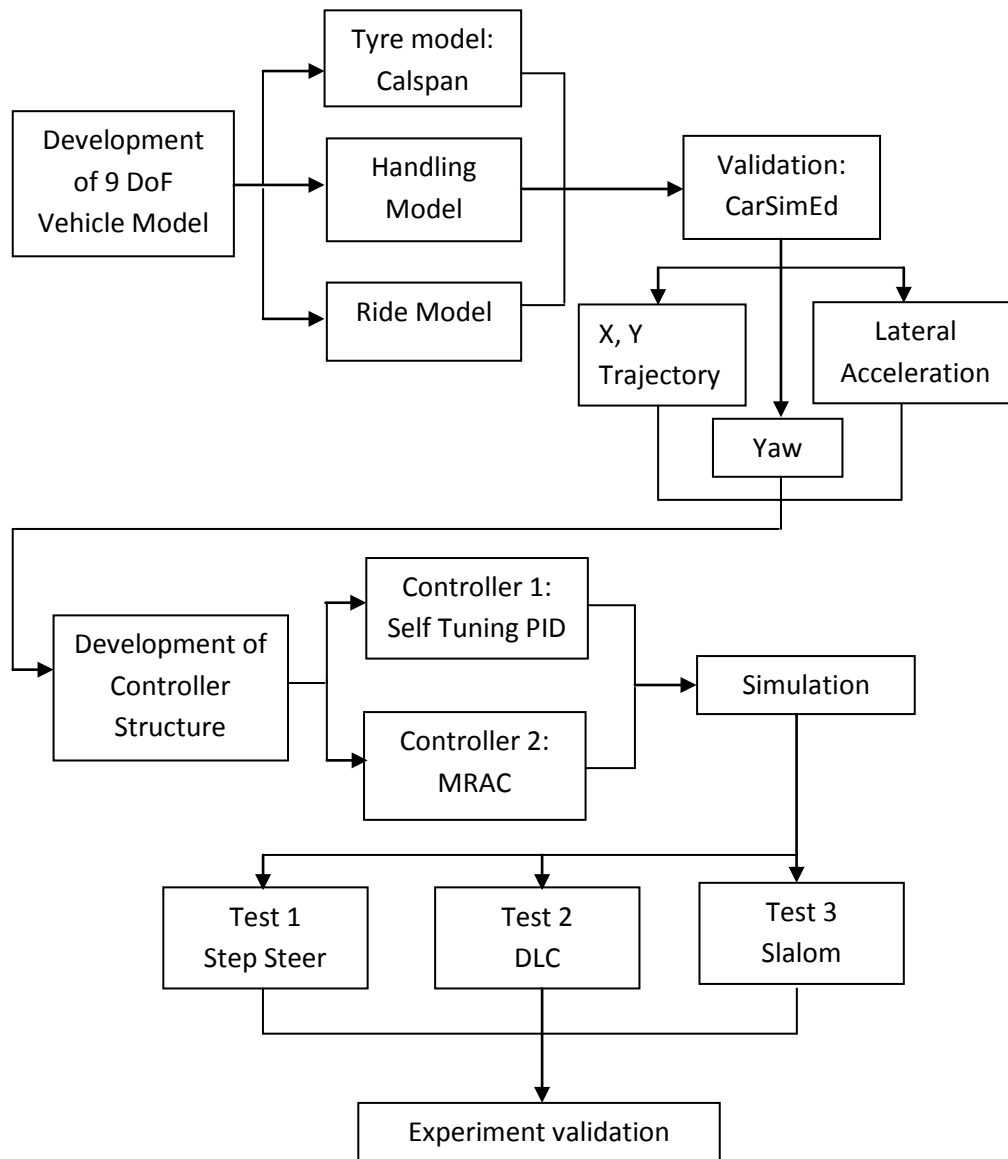 Tyre model:
Calspan
Development
of 9 DoF
Vehicle Model
Handling
Model
Ride Model
Validation:
CarSimEd
X, Y
Trajectory
Lateral
Acceleration
Yaw
Development of
Controller
Structure
Controller 1:
Self Tuning PID
Controller 2:
MRAC
Simulation
Test 1
Step Steer
Test 2
DLC
Test 3
Slalom
Experiment validation